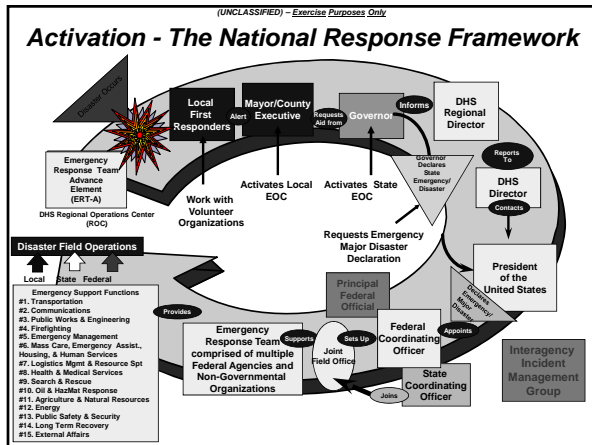 (UNCLASSIFIED) – Exercise Purposes Only
Activation - The National Response Framework
Disaster Occurs
Local
First
Responders
Alert
Mayor/County
Executive
Requests
Aid from
Governor
Informs
DHS
Regional
Director
Reports
To
DHS
Director
Contacts
President
of the
United States
Governor
Declares
State
Emergency/
Disaster
Emergency
Response Team
Advance
Element
(ERT-A)
DHS Regional Operations Center
(ROC)
Work with
Volunteer
Organizations
Activates Local
EOC
Activates State
EOC
Requests Emergency
Major Disaster
Declaration
Declares
Emergency/
Major
Disaster
Appoints
Principal
Federal
Official
Federal
Coordinating
Officer
Sets Up
Joint
Field Office
Supports
Emergency
Response Team
comprised of multiple
Federal Agencies and
Non-Governmental
Organizations
Joins
State
Coordinating
Officer
Interagency
Incident
Management
Group
Provides
Disaster Field Operations
Local State Federal
Emergency Support Functions
#1. Transportation
#2. Communications
#3. Public Works & Engineering
#4. Firefighting
#5. Emergency Management
#6. Mass Care, Emergency Assist.,
Housing, & Human Services
#7. Logistics Mgmt & Resource Spt
#8. Health & Medical Services
#9. Search & Rescue
#10. Oil & HazMat Response
#11. Agriculture & Natural Resources
#12. Energy
#13. Public Safety & Security
#14. Long Term Recovery
#15. External Affairs